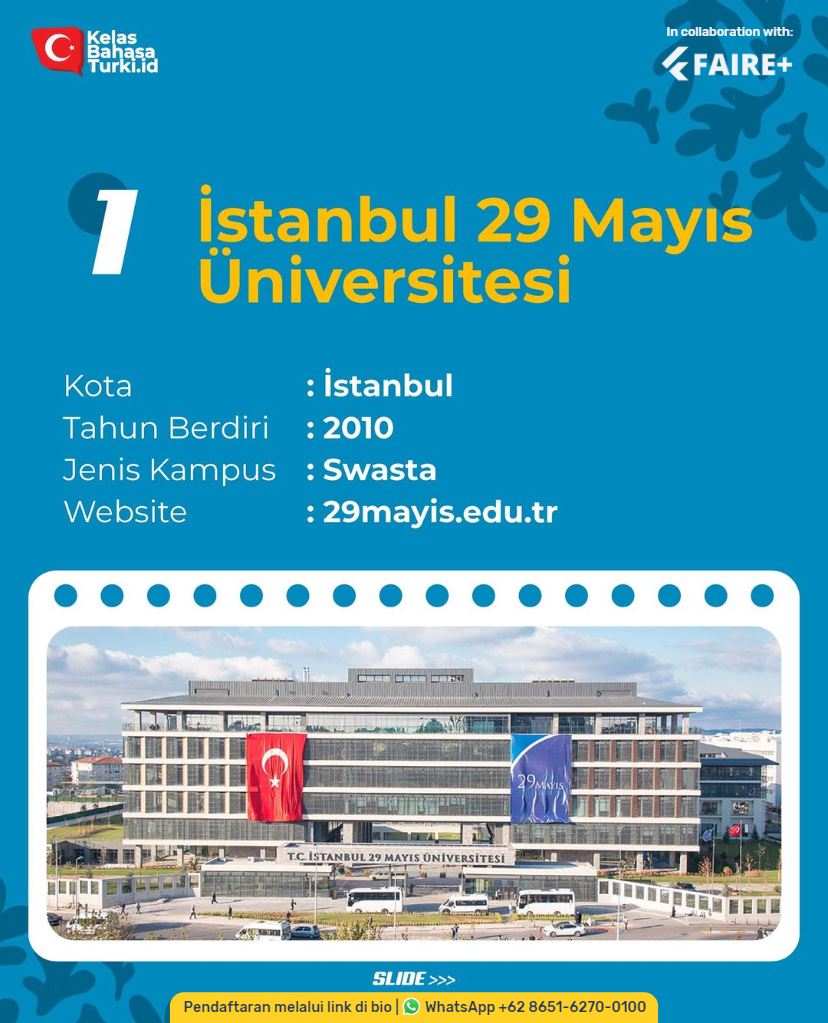 Kelas
Bahasa
Turki.id
In collaboration with:
FAIRE+
1
İstanbul 29 Mayıs
Üniversitesi
Kota : İstanbul
Tahun Berdiri : 2010
Jenis Kampus : Swasta
Website : 29mayis.edu.tr
29 MAYIS
T.C. İSTANBUL 29 MAYIS ÜNİVERSİTESİ
SLIDE >>>
Pendaftaran melalui link di bio | WhatsApp +62 8651-6270-0100